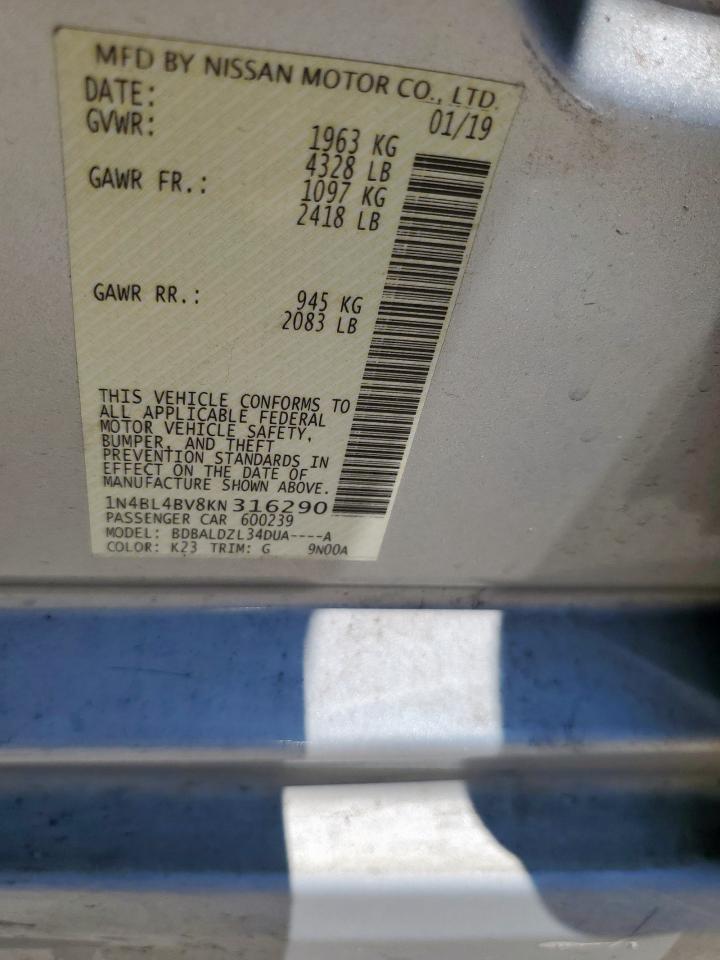 MFD BY NISSAN MOTOR CO., LTD.
DATE: 01/19
GVWR: 1963 KG
4328 LB
GAWR FR.: 1097 KG
2418 LB
GAWR RR.: 945 KG
2083 LB
THIS VEHICLE CONFORMS TO
ALL APPLICABLE FEDERAL
MOTOR VEHICLE SAFETY,
BUMPER, AND THEFT
PREVENTION STANDARDS IN
EFFECT ON THE DATE OF
MANUFACTURE SHOWN ABOVE.
1N4BL4BV8KN316290
PASSENGER CAR 600239
MODEL: BDBALDZL34DUA----A
COLOR: K23 TRIM: G 9N00A